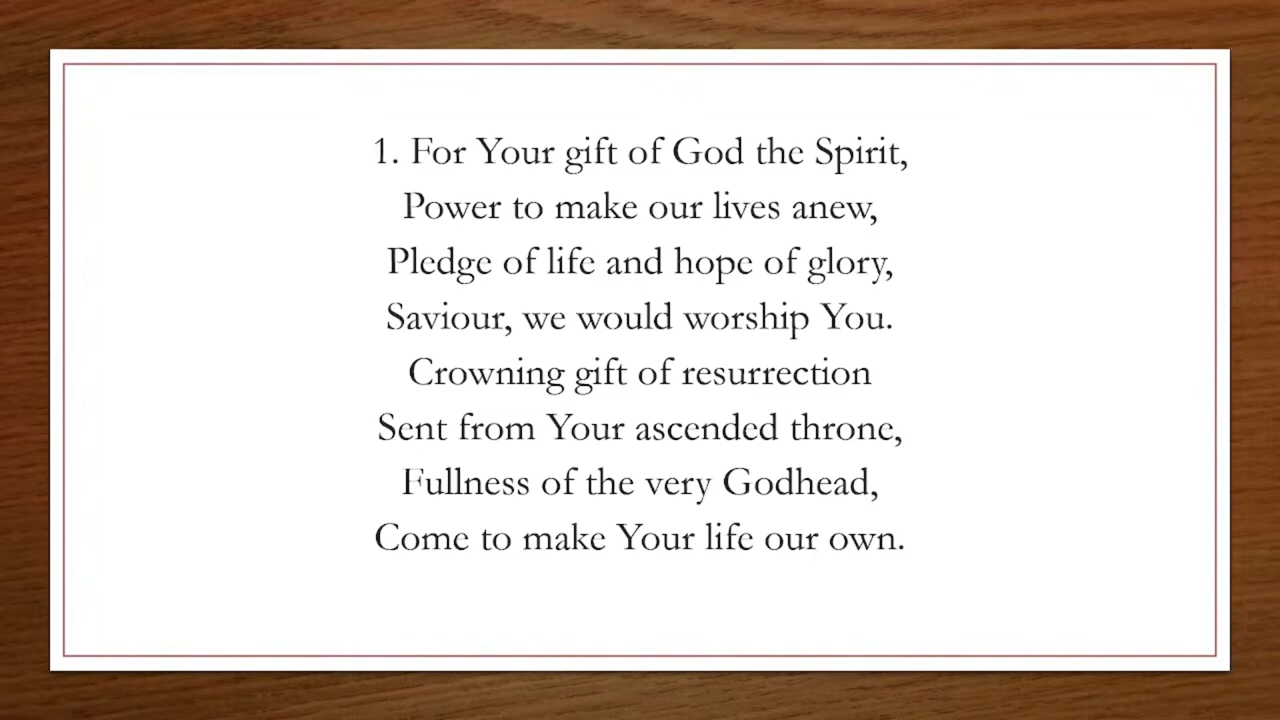 1. For Your gift of God the Spirit,
Power to make our lives anew,
Pledge of life and hope of glory,
Saviour, we would worship You.
Crowning gift of resurrection
Sent from Your ascended throne,
Fullness of the very Godhead,
Come to make Your life our own.